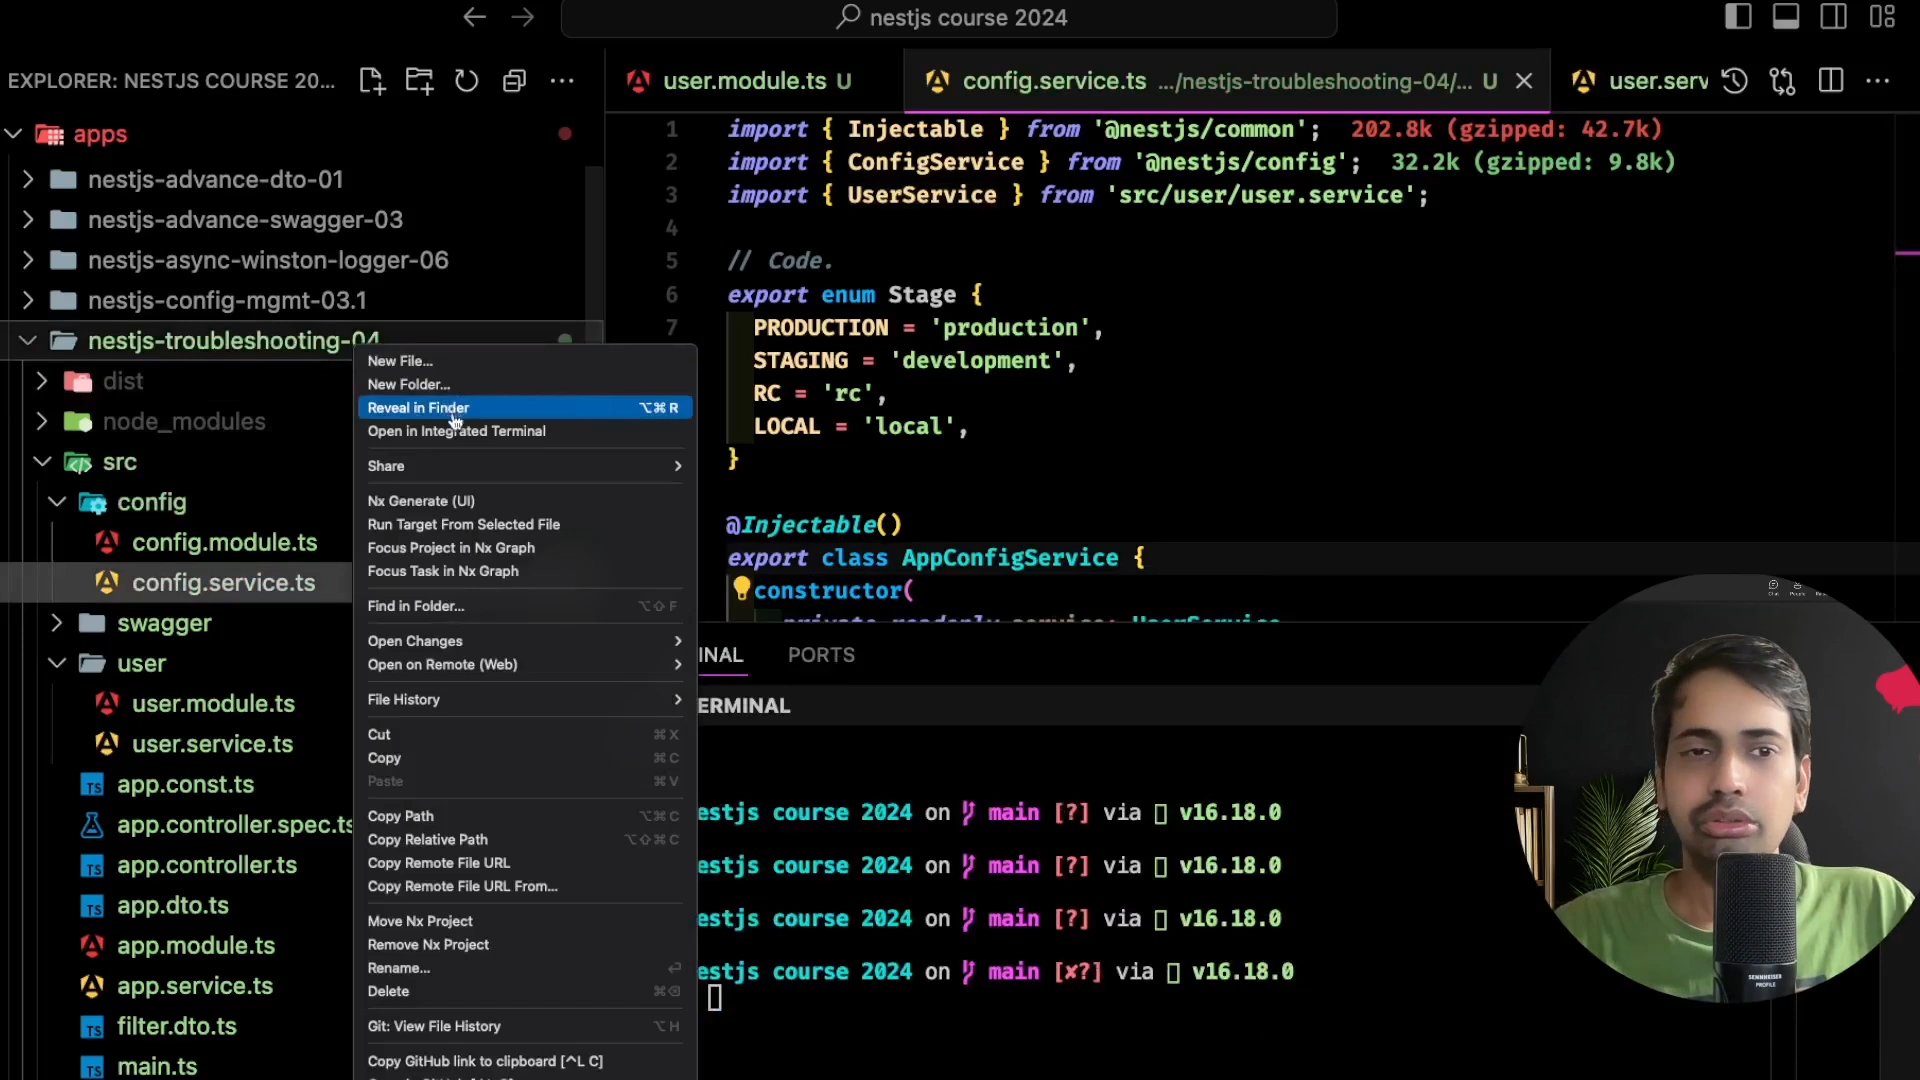 nestjs course 2024
EXPLORER: NESTJS COURSE 20...
apps
nestjs-advance-dto-01
nestjs-advance-swagger-03
nestjs-async-winston-logger-06
nestjs-config-mgmt-03.1
nestjs-troubleshooting-04
dist
node_modules
src
config
config.module.ts
config.service.ts
swagger
user
user.module.ts
user.service.ts
app.const.ts
app.controller.spec.ts
app.controller.ts
app.dto.ts
app.module.ts
app.service.ts
filter.dto.ts
main.ts
New File...
New Folder...
Reveal in Finder ⌥⌘R
Open in Integrated Terminal
Share
Nx Generate (UI)
Run Target From Selected File
Focus Project in Nx Graph
Focus Task in Nx Graph
Find in Folder... ⌥⇧F
Open Changes
Open on Remote (Web)
File History
Cut ⌘X
Copy ⌘C
Paste ⌘V
Copy Path ⌥⌘C
Copy Relative Path ⌥⇧⌘C
Copy Remote File URL
Copy Remote File URL From...
Move Nx Project
Remove Nx Project
Rename...
Delete
Git: View File History ⌥H
Copy GitHub link to clipboard [^L C]
user.module.ts U
config.service.ts .../nestjs-troubleshooting-04/... U
user.serv
1 import { Injectable } from '@nestjs/common'; 202.8k (gzipped: 42.7k)
2 import { ConfigService } from '@nestjs/config'; 32.2k (gzipped: 9.8k)
3 import { UserService } from 'src/user/user.service';
4
5 // Code.
6 export enum Stage {
7 PRODUCTION = 'production',
STAGING = 'development',
RC = 'rc',
LOCAL = 'local',
}
@Injectable()
export class AppConfigService {
constructor(
private readonly service: UserService
INAL PORTS
ERMINAL
estjs course 2024 on main [?] via v16.18.0
estjs course 2024 on main [?] via v16.18.0
estjs course 2024 on main [?] via v16.18.0
estjs course 2024 on main [✘?] via v16.18.0
SENNHEISER
PROFILE